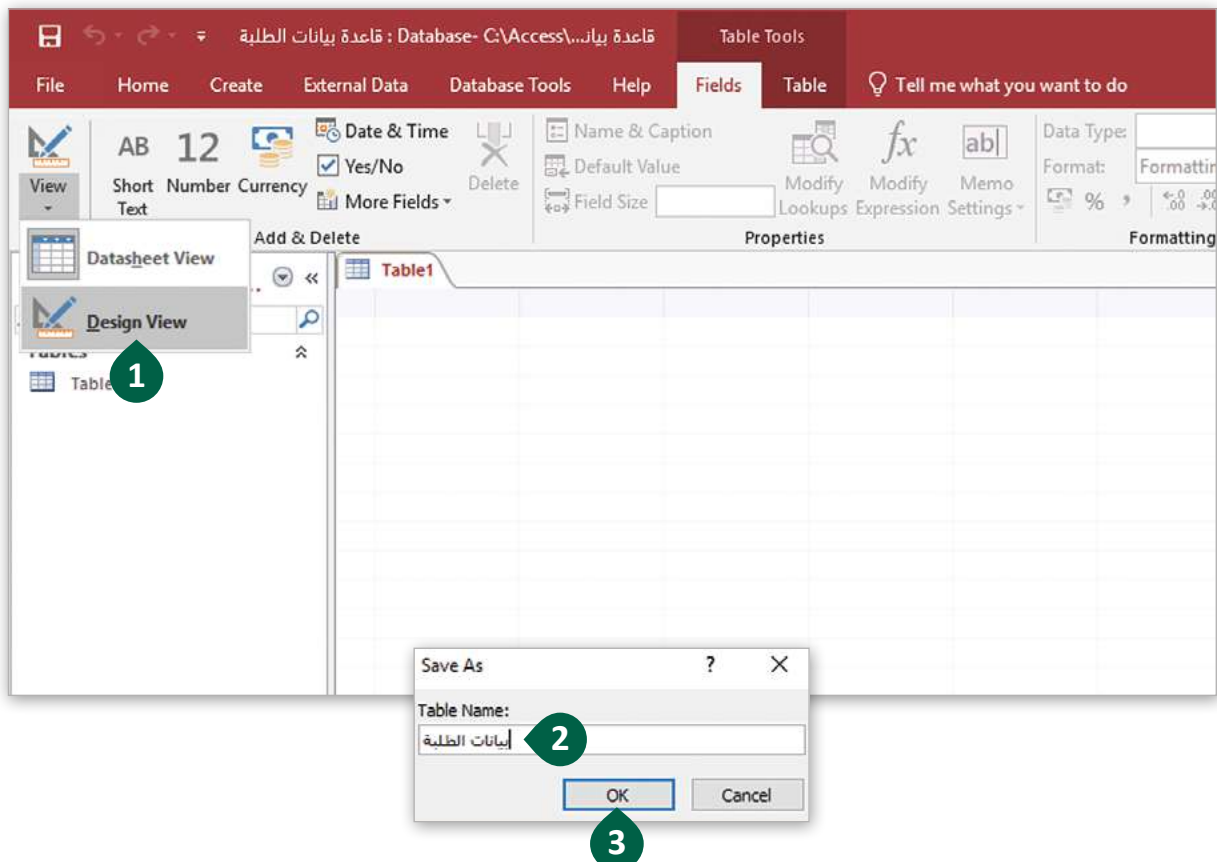 قاعدة بيانات الطلبة : Database- C:\Access\...قاعدة بيانـ
Table Tools
File Home Create External Data Database Tools Help Fields Table Tell me what you want to do
View
AB
Short Text
12
Number
Currency
Date & Time
Yes/No
More Fields
Delete
Name & Caption
Default Value
Field Size
Modify Lookups
fx
Modify Expression
ab|
Memo Settings
Data Type:
Format:
% ,
Add & Delete
Properties
Formatting
Datasheet View
Design View
1
Table1
Save As ? X
Table Name:
بيانات الطلبة
2
OK Cancel
3